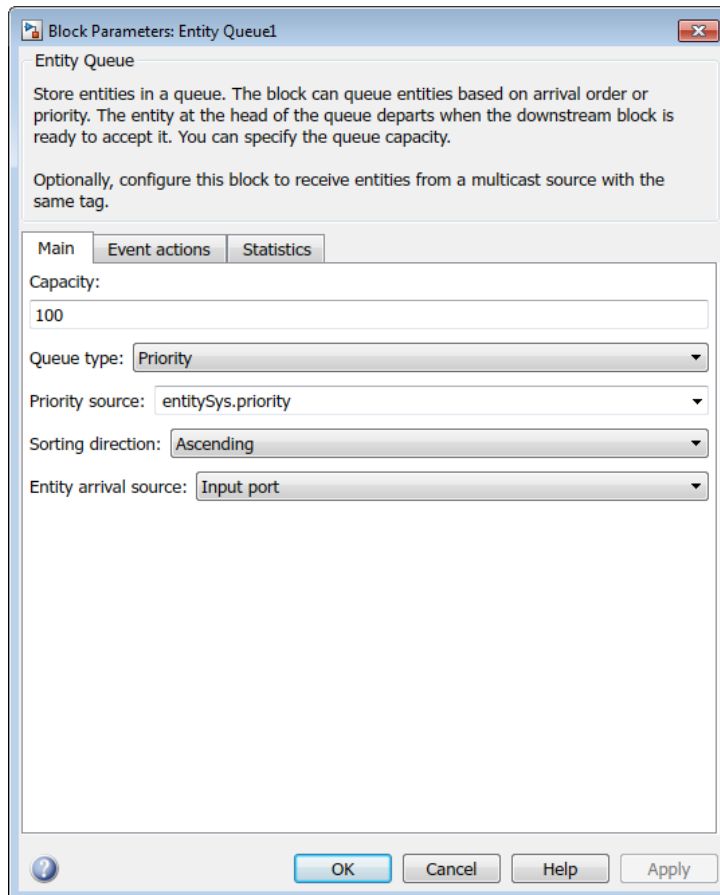 Block Parameters: Entity Queue1
Entity Queue
Store entities in a queue. The block can queue entities based on arrival order or
priority. The entity at the head of the queue departs when the downstream block is
ready to accept it. You can specify the queue capacity.
Optionally, configure this block to receive entities from a multicast source with the
same tag.
Main Event actions Statistics
Capacity:
100
Queue type: Priority
Priority source: entitySys.priority
Sorting direction: Ascending
Entity arrival source: Input port
? OK Cancel Help Apply